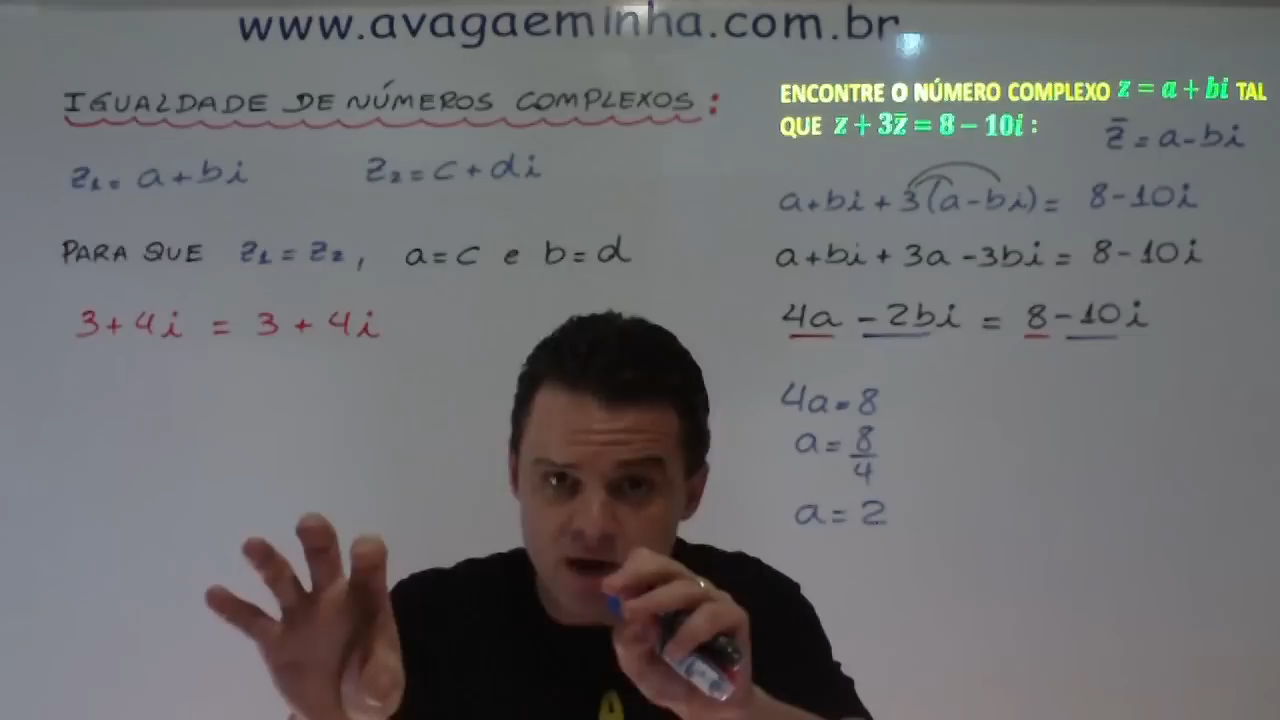 www.avagaeminha.com.br
IGUALDADE DE NÚMEROS COMPLEXOS:
z₁ = a + bi z₂ = c + di
PARA QUE z₁ = z₂, a = c e b = d
3 + 4i = 3 + 4i
ENCONTRE O NÚMERO COMPLEXO z = a + bi TAL
QUE z + 3z̄ = 8 − 10i :
z̄ = a - bi
a + bi + 3(a - bi) = 8 - 10i
a + bi + 3a - 3bi = 8 - 10i
4a - 2bi = 8 - 10i
4a = 8
a = 8/4
a = 2